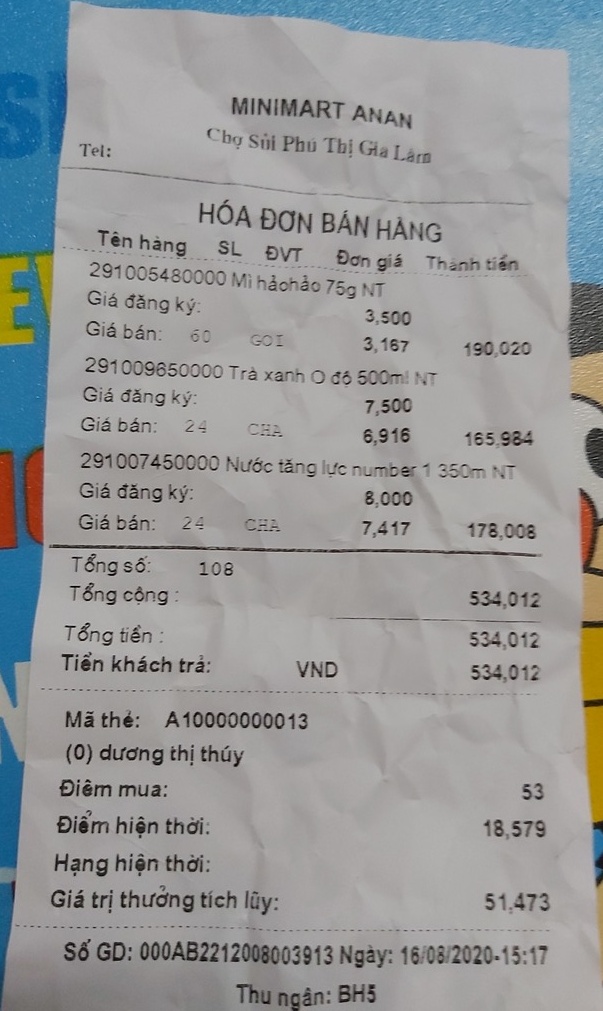 MINIMART ANAN
Chợ Sủi Phú Thị Gia Lâm
Tel:
HÓA ĐƠN BÁN HÀNG
Tên hàng SL ĐVT Đơn giá Thành tiền
291005480000 Mì hảohảo 75g NT
Giá đăng ký: 3,500
Giá bán: 60 GOI 3,167 190,020
291009650000 Trà xanh O độ 500ml NT
Giá đăng ký: 7,500
Giá bán: 24 CHA 6,916 165,984
291007450000 Nước tăng lực number 1 350m NT
Giá đăng ký: 8,000
Giá bán: 24 CHA 7,417 178,008
Tổng số: 108
Tổng cộng : 534,012
Tổng tiền : 534,012
Tiền khách trả: VND 534,012
Mã thẻ: A10000000013
(0) dương thị thúy
Điểm mua: 53
Điểm hiện thời: 18,579
Hạng hiện thời:
Giá trị thưởng tích lũy: 51,473
Số GD: 000AB2212008003913 Ngày: 16/08/2020-15:17
Thu ngân: BH5